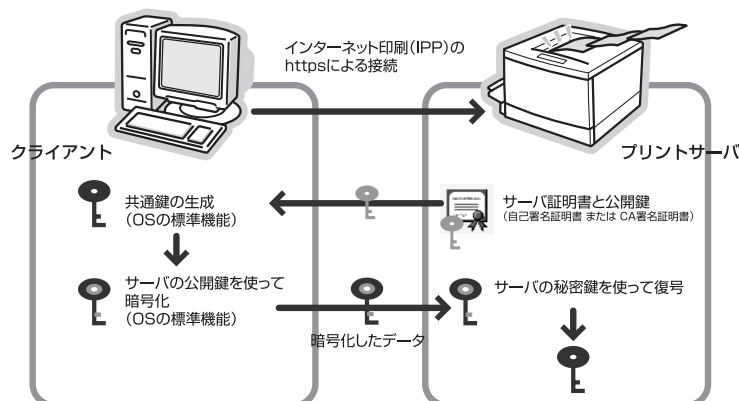 インターネット印刷(IPP)の
httpsによる接続
クライアント
プリントサーバ
共通鍵の生成
(OSの標準機能)
サーバ証明書と公開鍵
(自己署名証明書 または CA署名証明書)
サーバの公開鍵を使って
暗号化
(OSの標準機能)
サーバの秘密鍵を使って復号
暗号化したデータ